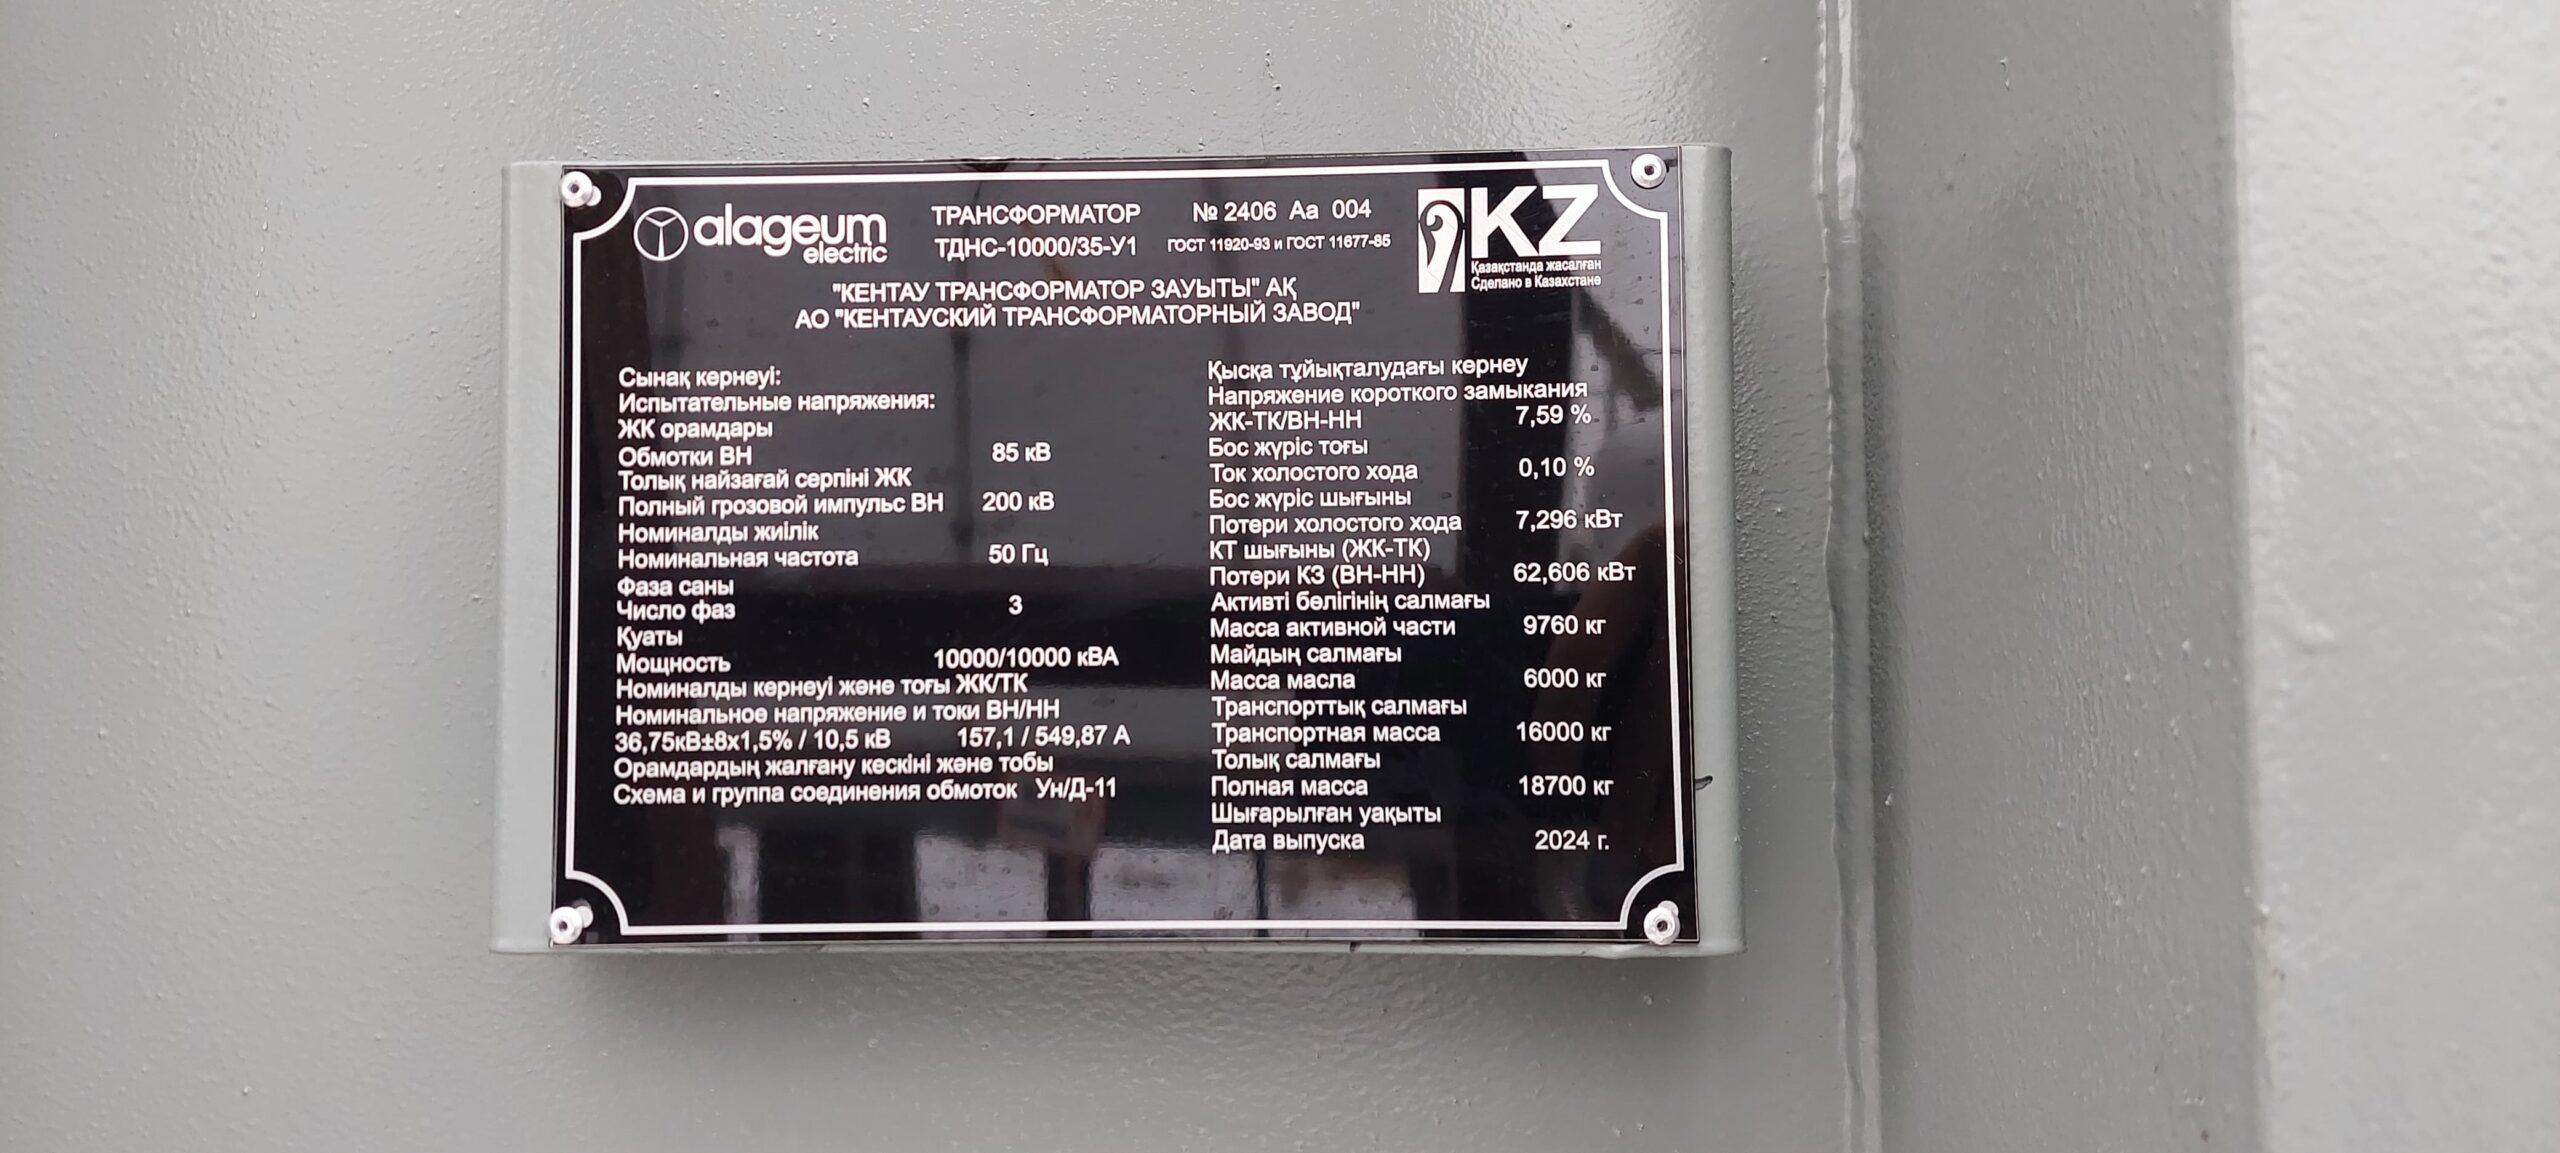 alageum
electric
ТРАНСФОРМАТОР
ТДНС-10000/35-У1
№ 2406 Аа 004
ГОСТ 11920-93 и ГОСТ 11677-85
KZ
Қазақстанда жасалған
Сделано в Казахстане
"КЕНТАУ ТРАНСФОРМАТОР ЗАУЫТЫ" АҚ
АО "КЕНТАУСКИЙ ТРАНСФОРМАТОРНЫЙ ЗАВОД"
Сынақ кернеуі:
Испытательные напряжения:
ЖК орамдары
Обмотки ВН 85 кВ
Толық найзағай серпіні ЖК
Полный грозовой импульс ВН 200 кВ
Номиналды жиілік
Номинальная частота 50 Гц
Фаза саны
Число фаз 3
Қуаты
Мощность 10000/10000 кВА
Номиналды кернеуі және тоғы ЖК/ТК
Номинальное напряжение и токи ВН/НН
36,75кВ±8х1,5% / 10,5 кВ 157,1 / 549,87 А
Орамдардың жалғану кескіні және тобы
Схема и группа соединения обмоток Ун/Д-11
Қысқа тұйықталудағы кернеу
Напряжение короткого замыкания
ЖК-ТК/ВН-НН 7,59 %
Бос жүріс тоғы
Ток холостого хода 0,10 %
Бос жүріс шығыны
Потери холостого хода 7,296 кВт
КТ шығыны (ЖК-ТК)
Потери КЗ (ВН-НН) 62,606 кВт
Активті бөлігінің салмағы
Масса активной части 9760 кг
Майдың салмағы
Масса масла 6000 кг
Транспорттық салмағы
Транспортная масса 16000 кг
Толық салмағы
Полная масса 18700 кг
Шығарылған уақыты
Дата выпуска 2024 г.